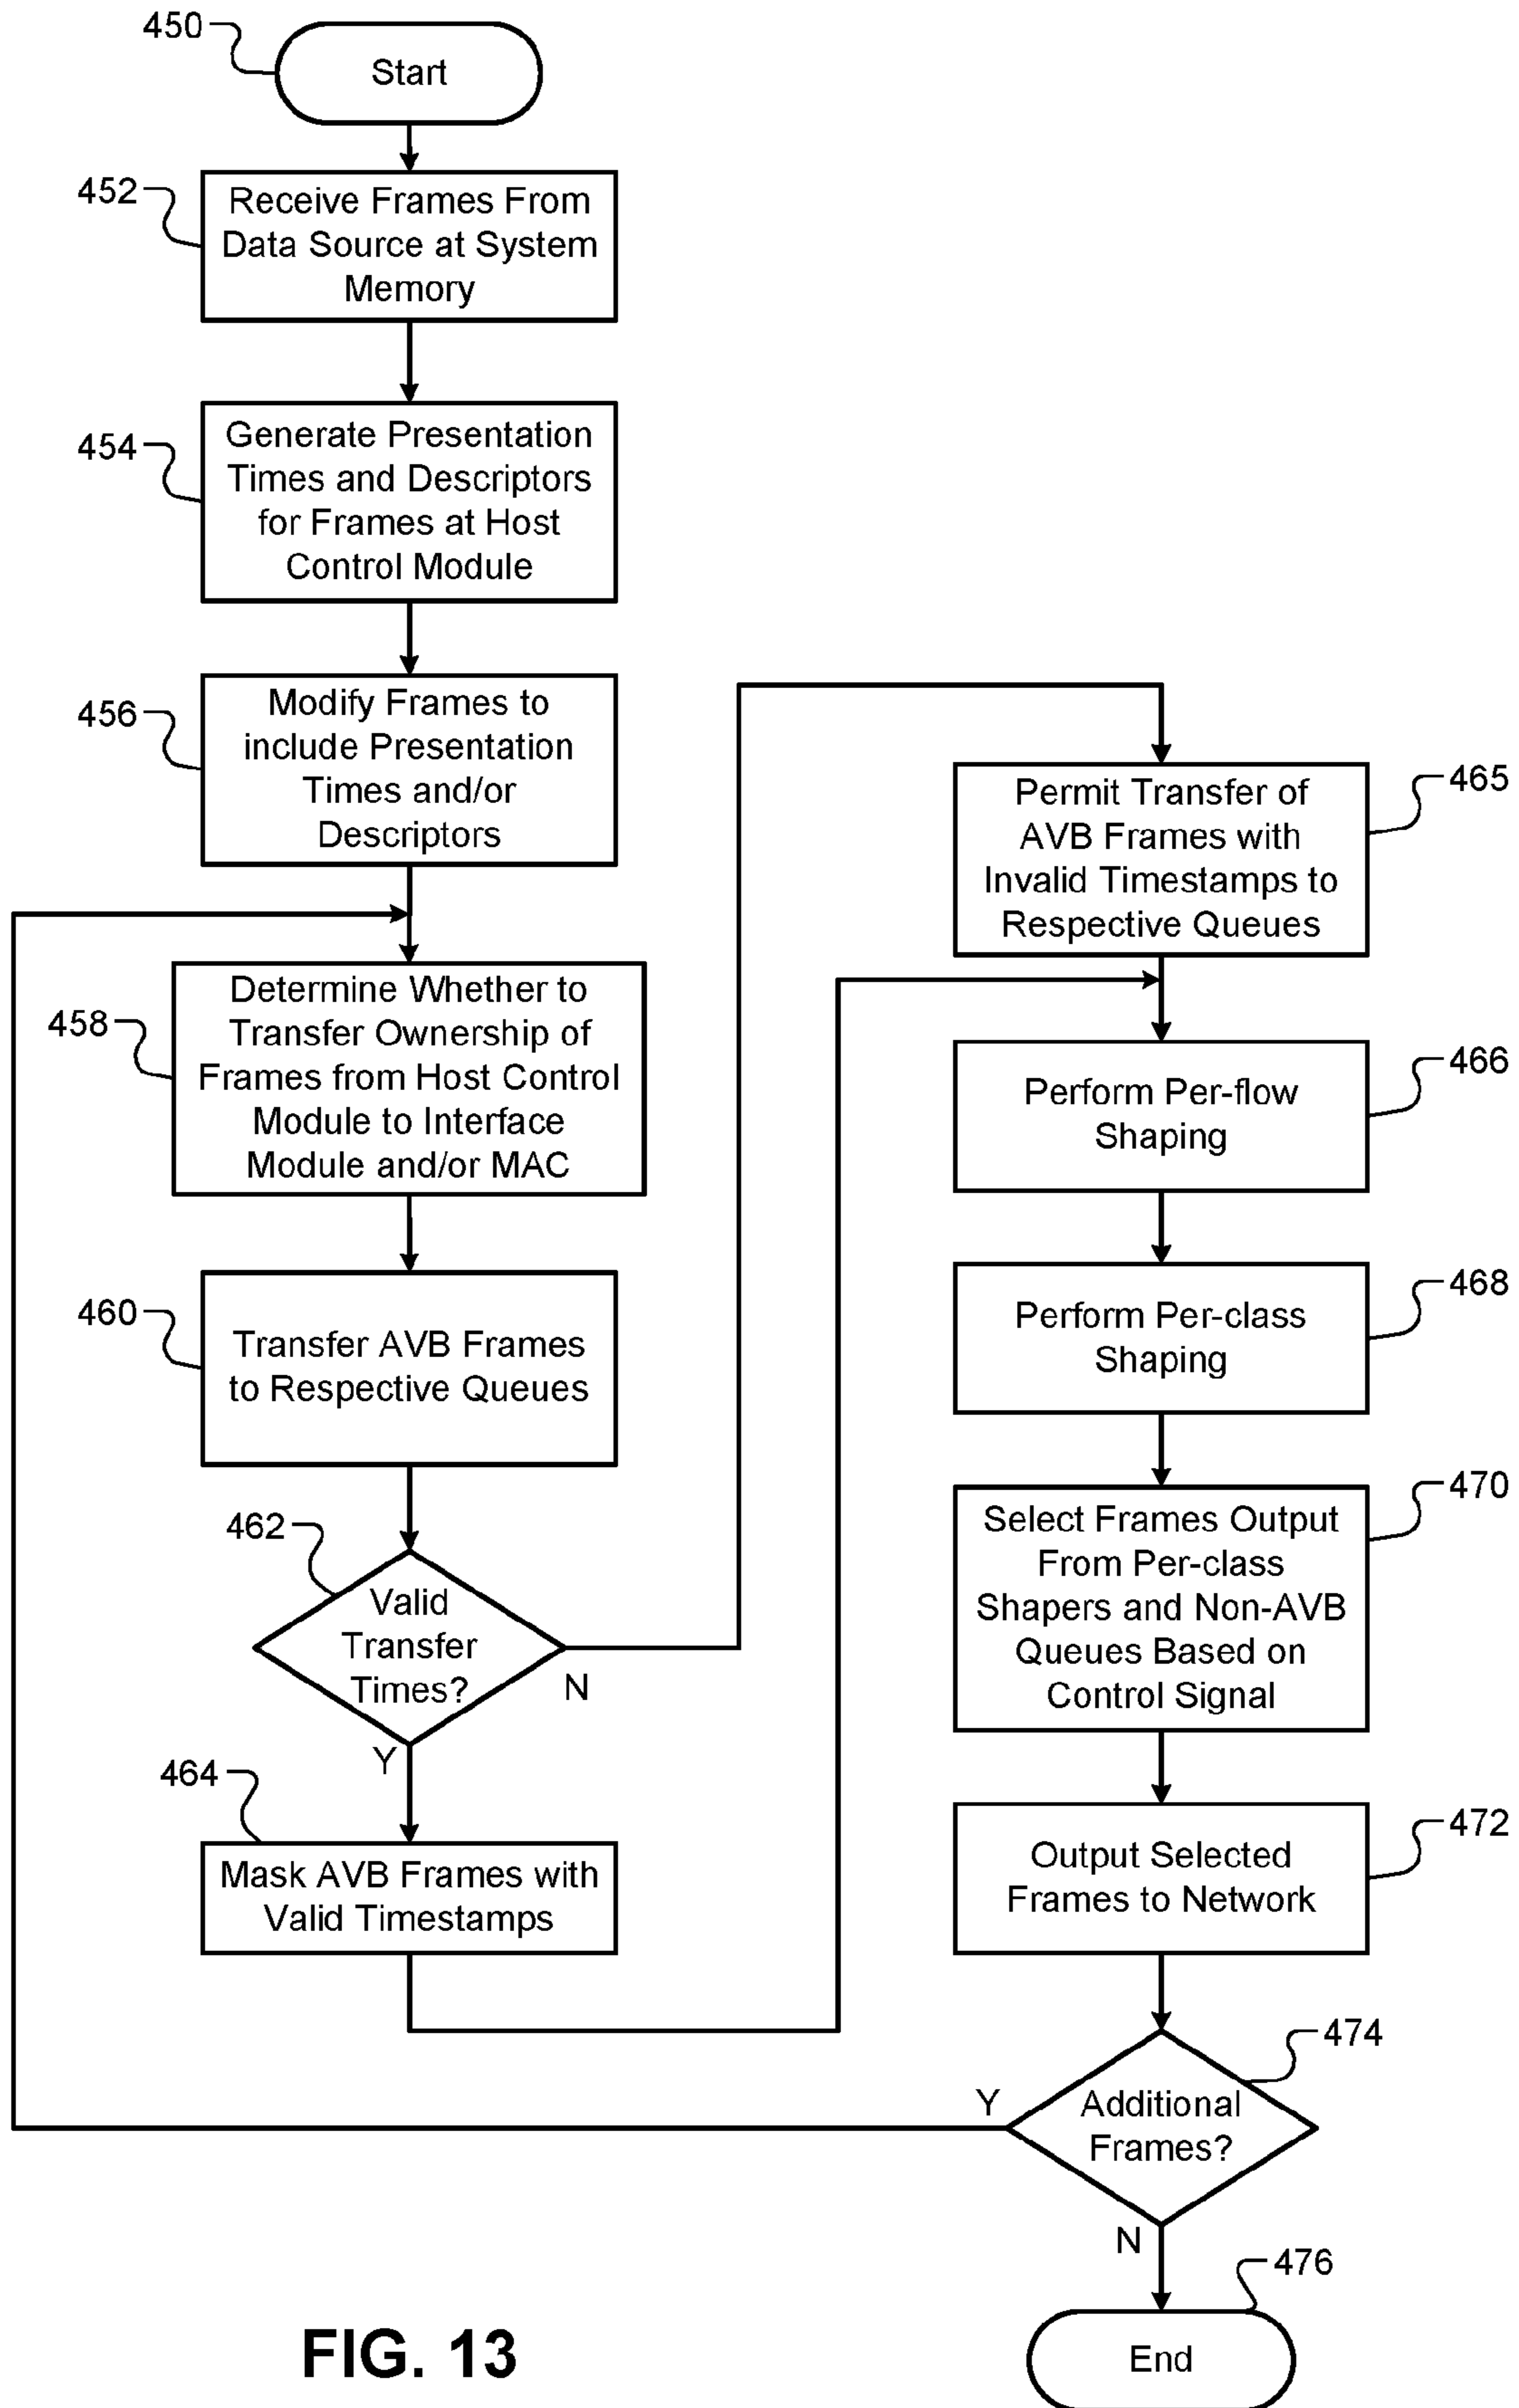 450
Start
452
Receive Frames From
Data Source at System
Memory
454
Generate Presentation
Times and Descriptors
for Frames at Host
Control Module
456
Modify Frames to
include Presentation
Times and/or
Descriptors
458
Determine Whether to
Transfer Ownership of
Frames from Host Control
Module to Interface
Module and/or MAC
460
Transfer AVB Frames
to Respective Queues
462
Valid
Transfer
Times?
N
Y
464
Mask AVB Frames with
Valid Timestamps
465
Permit Transfer of
AVB Frames with
Invalid Timestamps to
Respective Queues
466
Perform Per-flow
Shaping
468
Perform Per-class
Shaping
470
Select Frames Output
From Per-class
Shapers and Non-AVB
Queues Based on
Control Signal
472
Output Selected
Frames to Network
474
Y
Additional
Frames?
N
476
End
FIG. 13